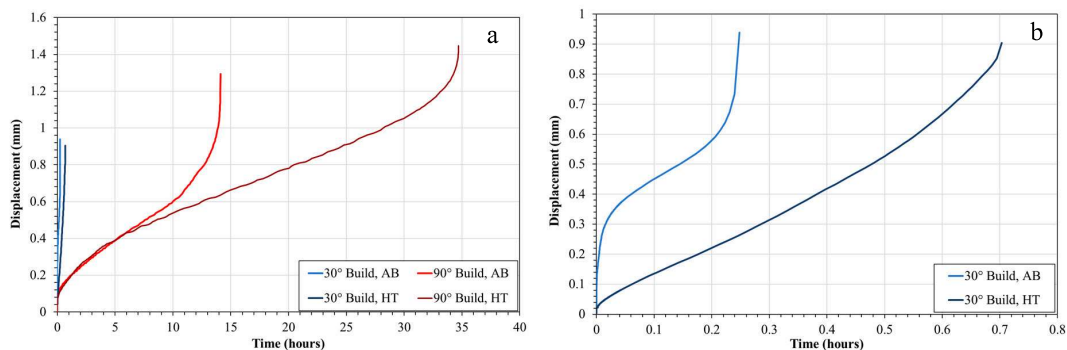 a
Displacement (mm)
1.6
1.4
1.2
1
0.8
0.6
0.4
0.2
0
0 5 10 15 20 25 30 35 40
Time (hours)
30° Build, AB 90° Build, AB
30° Build, HT 90° Build, HT
b
Displacement (mm)
1
0.9
0.8
0.7
0.6
0.5
0.4
0.3
0.2
0.1
0
0 0.1 0.2 0.3 0.4 0.5 0.6 0.7 0.8
Time (hours)
30° Build, AB
30° Build, HT